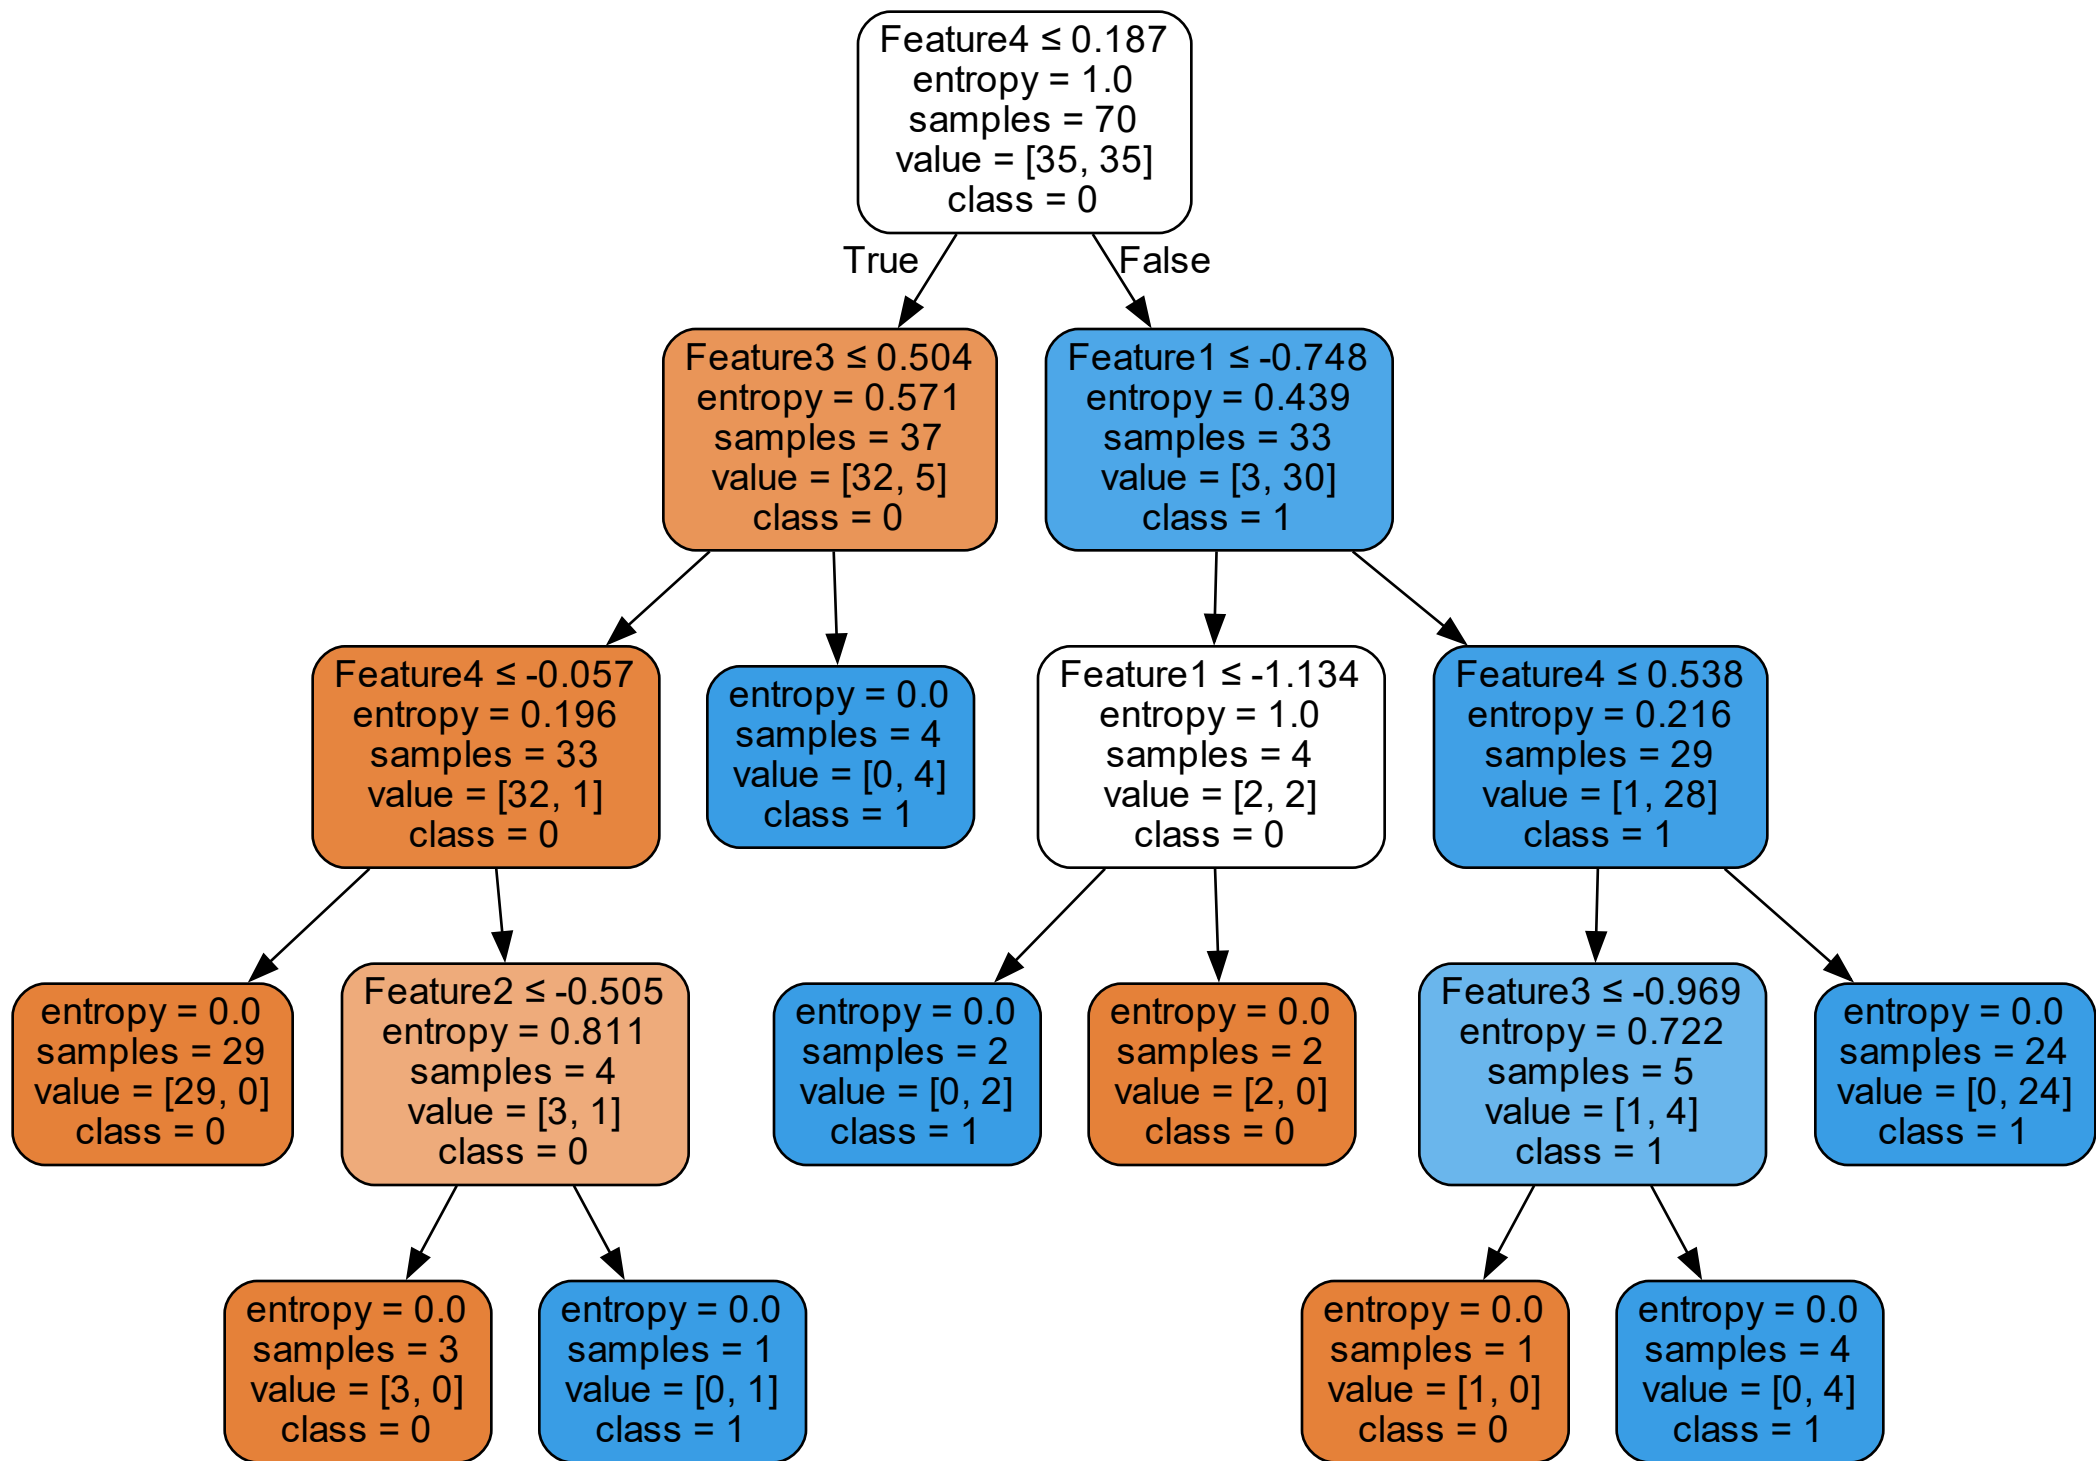 Feature4 ≤ 0.187
entropy = 1.0
samples = 70
value = [35, 35]
class = 0
True
False
Feature3 ≤ 0.504
entropy = 0.571
samples = 37
value = [32, 5]
class = 0
Feature1 ≤ -0.748
entropy = 0.439
samples = 33
value = [3, 30]
class = 1
Feature4 ≤ -0.057
entropy = 0.196
samples = 33
value = [32, 1]
class = 0
entropy = 0.0
samples = 4
value = [0, 4]
class = 1
Feature1 ≤ -1.134
entropy = 1.0
samples = 4
value = [2, 2]
class = 0
Feature4 ≤ 0.538
entropy = 0.216
samples = 29
value = [1, 28]
class = 1
entropy = 0.0
samples = 29
value = [29, 0]
class = 0
Feature2 ≤ -0.505
entropy = 0.811
samples = 4
value = [3, 1]
class = 0
entropy = 0.0
samples = 2
value = [0, 2]
class = 1
entropy = 0.0
samples = 2
value = [2, 0]
class = 0
Feature3 ≤ -0.969
entropy = 0.722
samples = 5
value = [1, 4]
class = 1
entropy = 0.0
samples = 24
value = [0, 24]
class = 1
entropy = 0.0
samples = 3
value = [3, 0]
class = 0
entropy = 0.0
samples = 1
value = [0, 1]
class = 1
entropy = 0.0
samples = 1
value = [1, 0]
class = 0
entropy = 0.0
samples = 4
value = [0, 4]
class = 1